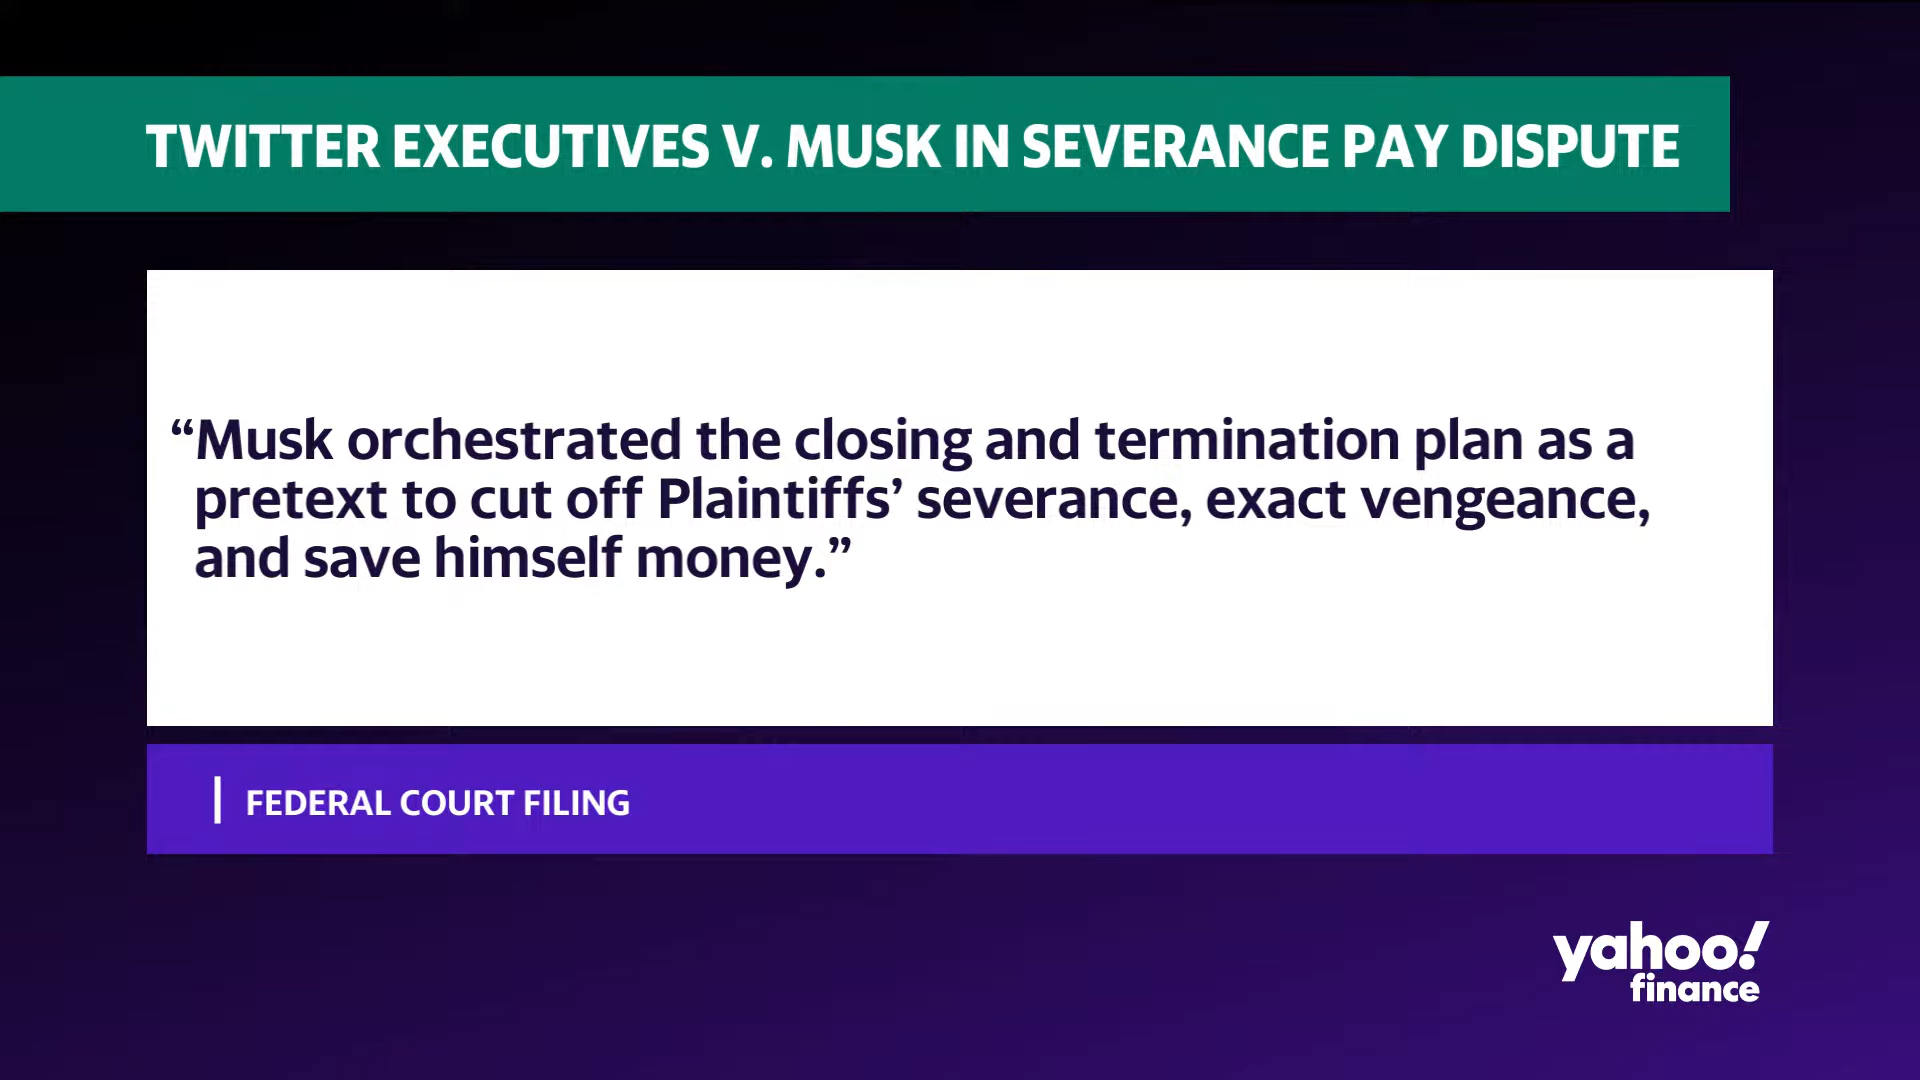 TWITTER EXECUTIVES V. MUSK IN SEVERANCE PAY DISPUTE
“Musk orchestrated the closing and termination plan as a
pretext to cut off Plaintiffs’ severance, exact vengeance,
and save himself money.”
FEDERAL COURT FILING
yahoo!
finance